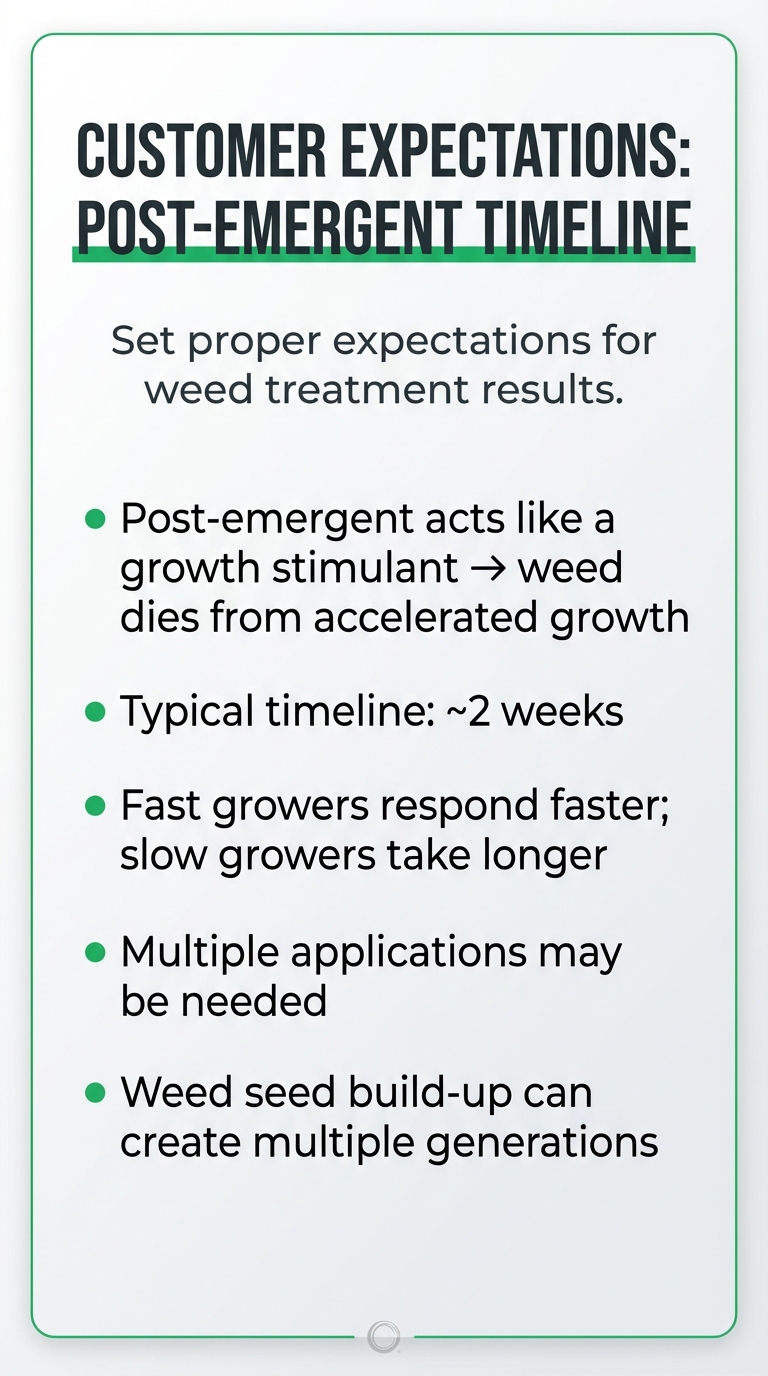 CUSTOMER EXPECTATIONS:
POST-EMERGENT TIMELINE
Set proper expectations for
weed treatment results.
• Post-emergent acts like a
growth stimulant → weed
dies from accelerated growth
• Typical timeline: ~2 weeks
• Fast growers respond faster;
slow growers take longer
• Multiple applications may
be needed
• Weed seed build-up can
create multiple generations